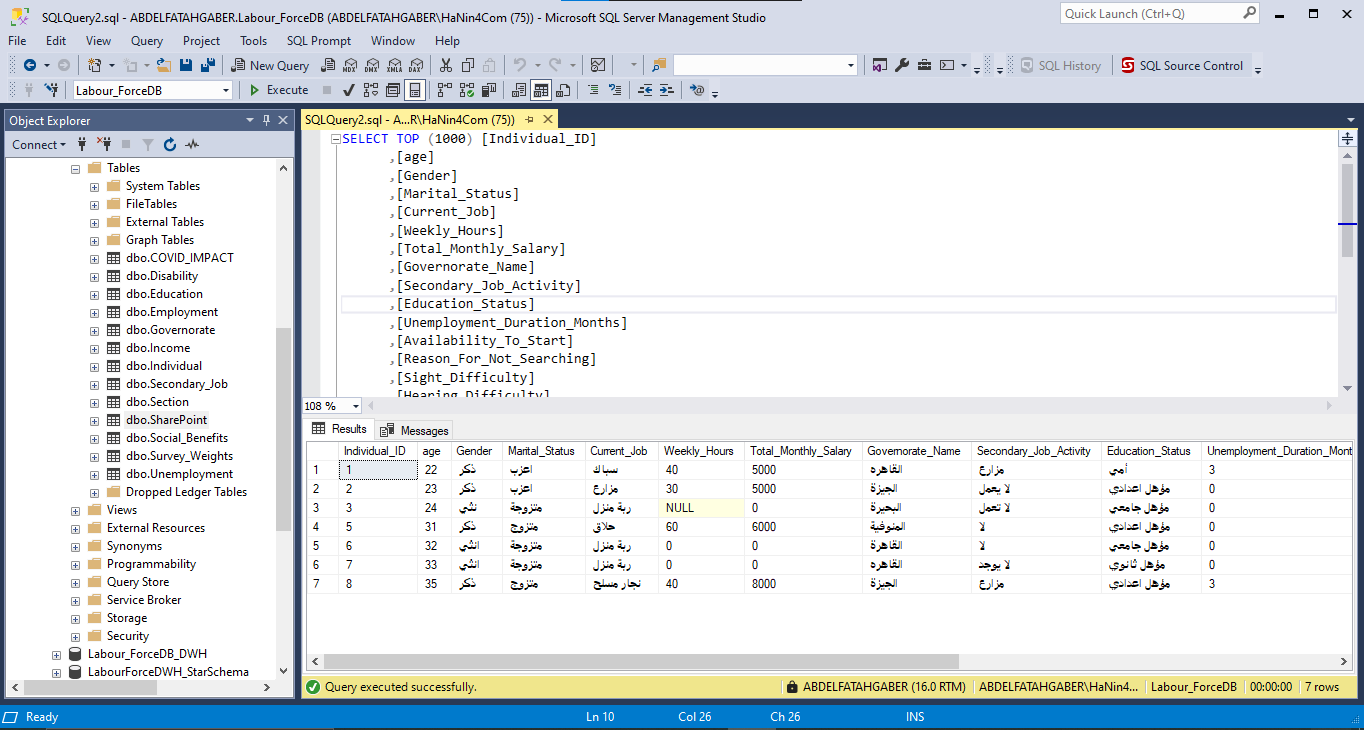 SQLQuery2.sql - ABDELFATAHGABER.Labour_ForceDB (ABDELFATAHGABER\HaNin4Com (75)) - Microsoft SQL Server Management Studio
Quick Launch (Ctrl+Q)
File Edit View Query Project Tools SQL Prompt Window Help
New Query MDX DMX XMLA DAX SQL History SQL Source Control
Labour_ForceDB Execute
Object Explorer
Connect
Tables
System Tables
FileTables
External Tables
Graph Tables
dbo.COVID_IMPACT
dbo.Disability
dbo.Education
dbo.Employment
dbo.Governorate
dbo.Income
dbo.Individual
dbo.Secondary_Job
dbo.Section
dbo.SharePoint
dbo.Social_Benefits
dbo.Survey_Weights
dbo.Unemployment
Dropped Ledger Tables
Views
External Resources
Synonyms
Programmability
Query Store
Service Broker
Storage
Security
Labour_ForceDB_DWH
LabourForceDWH_StarSchema
SQLQuery2.sql - A...R\HaNin4Com (75))
SELECT TOP (1000) [Individual_ID]
,[age]
,[Gender]
,[Marital_Status]
,[Current_Job]
,[Weekly_Hours]
,[Total_Monthly_Salary]
,[Governorate_Name]
,[Secondary_Job_Activity]
,[Education_Status]
,[Unemployment_Duration_Months]
,[Availability_To_Start]
,[Reason_For_Not_Searching]
,[Sight_Difficulty]
,[Hearing_Difficulty]
108 %
Results Messages
Individual_ID age Gender Marital_Status Current_Job Weekly_Hours Total_Monthly_Salary Governorate_Name Secondary_Job_Activity Education_Status Unemployment_Duration_Mont
1 1 22 ذكر اعزب سباك 40 5000 القاهره مزارع أمي 3
2 2 23 ذكر اعزب مزارع 30 5000 الجيزة لا يعمل مؤهل اعدادي 0
3 3 24 نثي متزوجة ربة منزل NULL 0 البحيرة لا تعمل مؤهل جامعي 0
4 5 31 ذكر متزوج حلاق 60 6000 المنوفية لا مؤهل اعدادي 0
5 6 32 انثي متزوجة ربة منزل 0 0 القاهرة لا مؤهل جامعي 0
6 7 33 انثي متزوجة ربة منزل 0 0 القاهره لا يوجد مؤهل ثانوي 0
7 8 35 ذكر متزوج نجار مسلح 40 8000 الجيزة مزارع مؤهل اعدادي 3
Query executed successfully. ABDELFATAHGABER (16.0 RTM) ABDELFATAHGABER\HaNin4... Labour_ForceDB 00:00:00 7 rows
Ready Ln 10 Col 26 Ch 26 INS